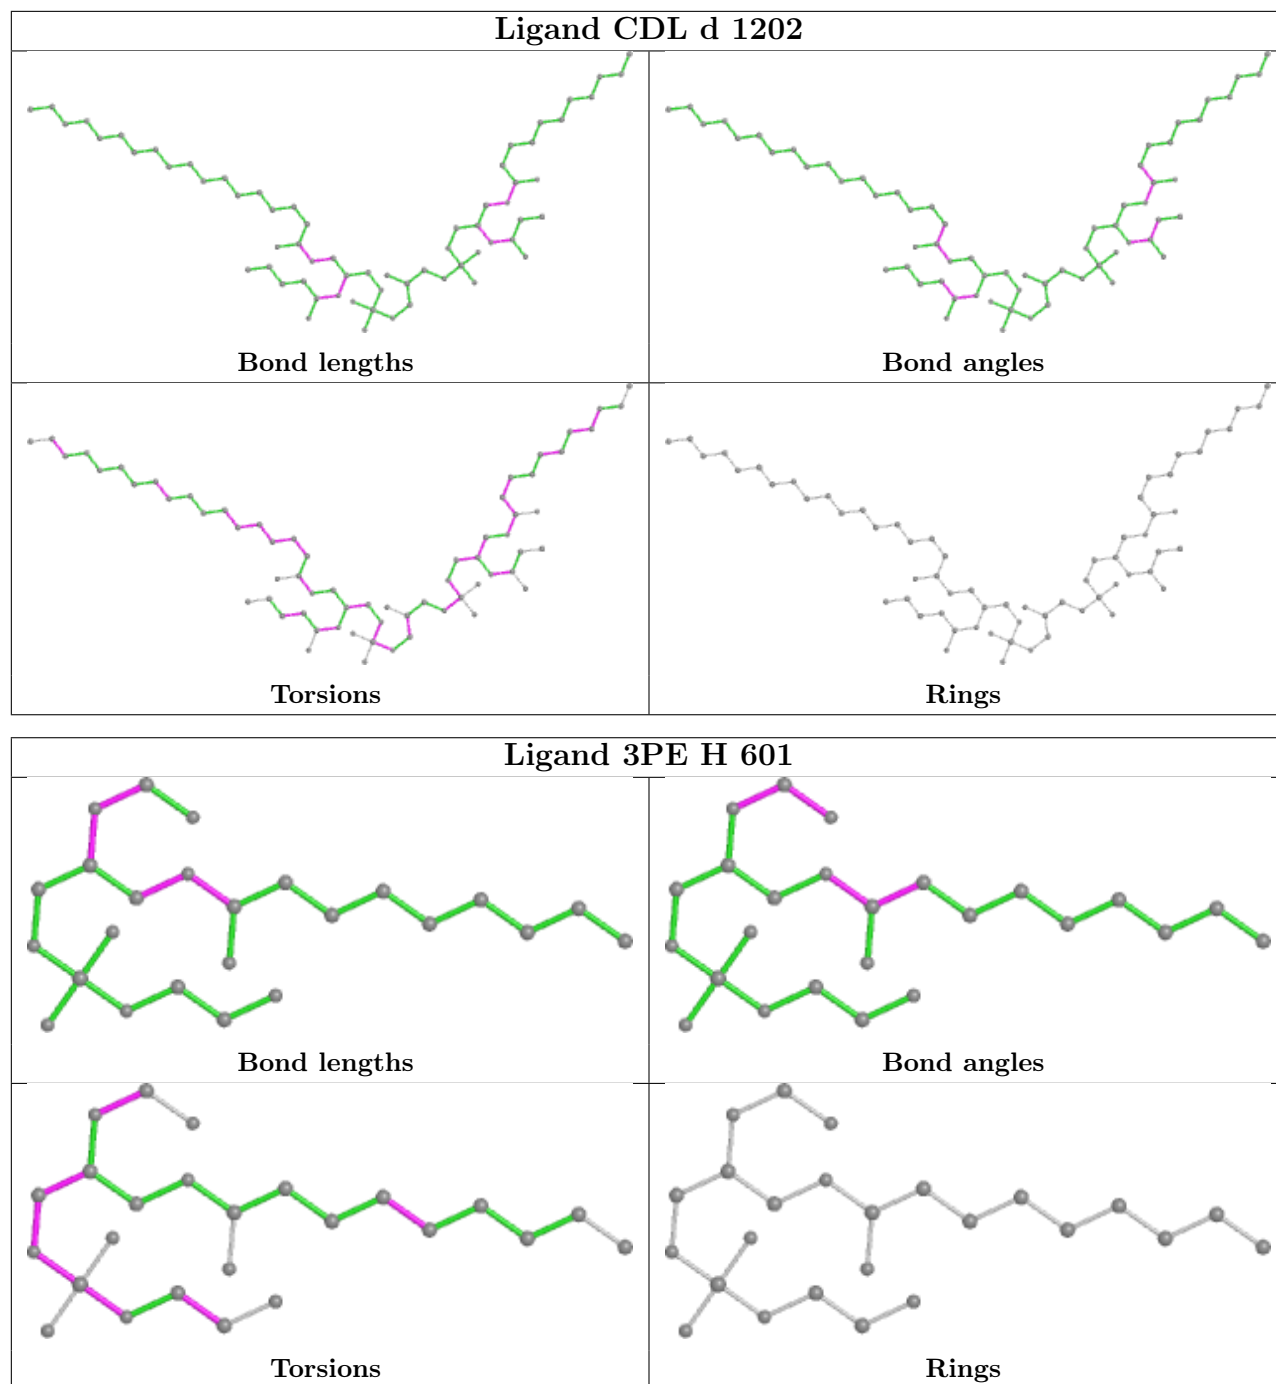 Ligand CDL d 1202
Bond lengths
Bond angles
Torsions
Rings
Ligand 3PE H 601
Bond lengths
Bond angles
Torsions
Rings